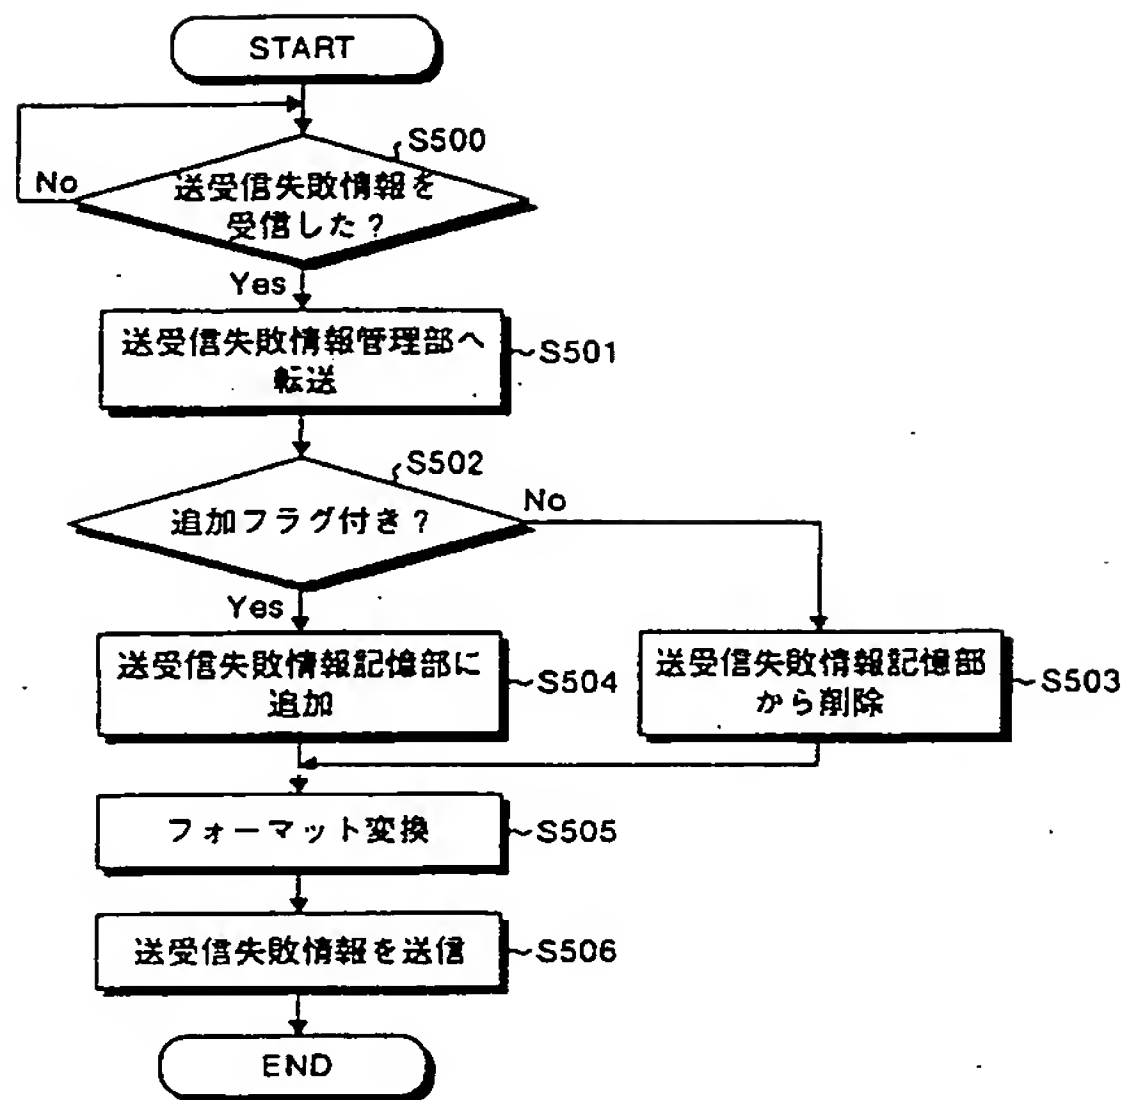 START
S500
No
送受信失敗情報を
受信した?
Yes
送受信失敗情報管理部へ
転送
S501
S502
No
追加フラグ付き?
Yes
送受信失敗情報記憶部に
追加
S504
送受信失敗情報記憶部
から削除
S503
フォーマット変換
S505
送受信失敗情報を送信
S506
END